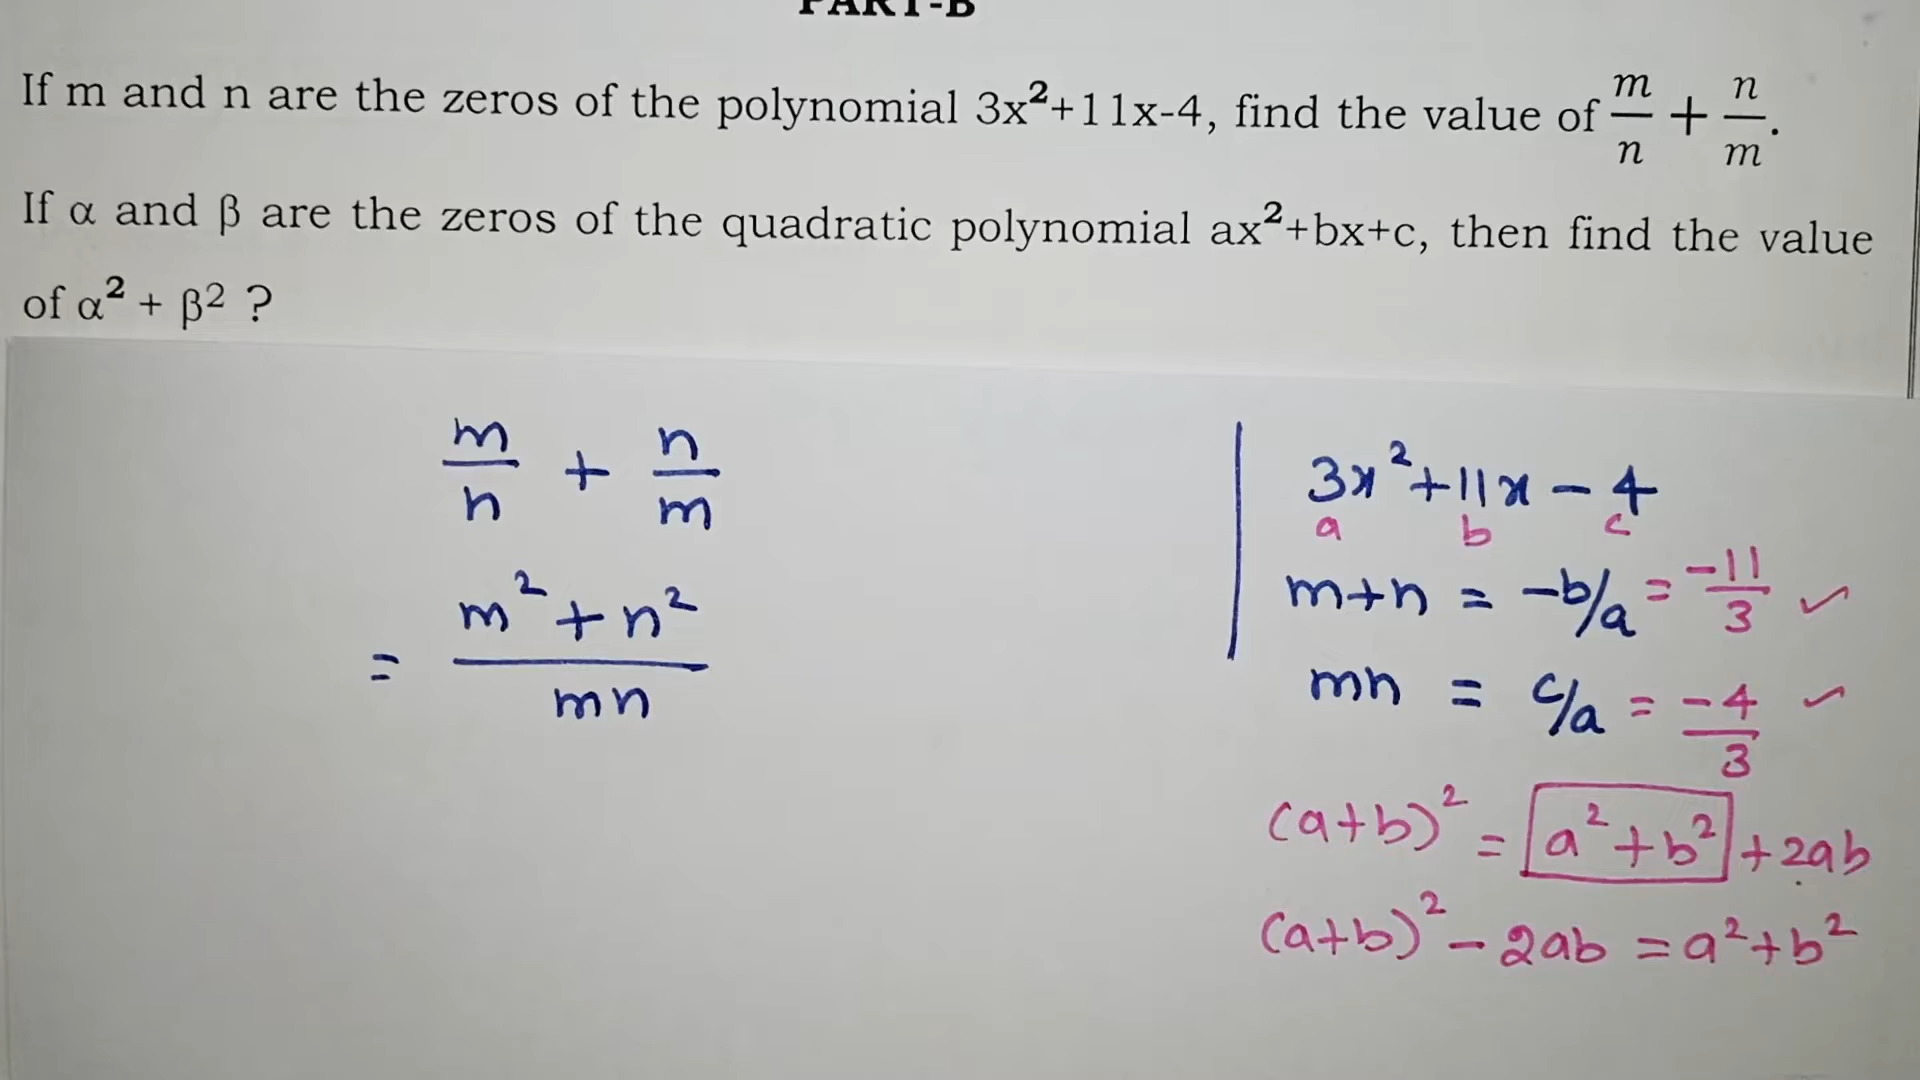 PART-B
If m and n are the zeros of the polynomial 3x²+11x-4, find the value of m/n + n/m.
If α and β are the zeros of the quadratic polynomial ax²+bx+c, then find the value
of α² + β² ?
m/n + n/m
= (m² + n²)/mn
3x² + 11x - 4
a b c
m+n = -b/a = -11/3 ✓
mn = c/a = -4/3 ✓
(a+b)² = a² + b² + 2ab
(a+b)² - 2ab = a² + b²